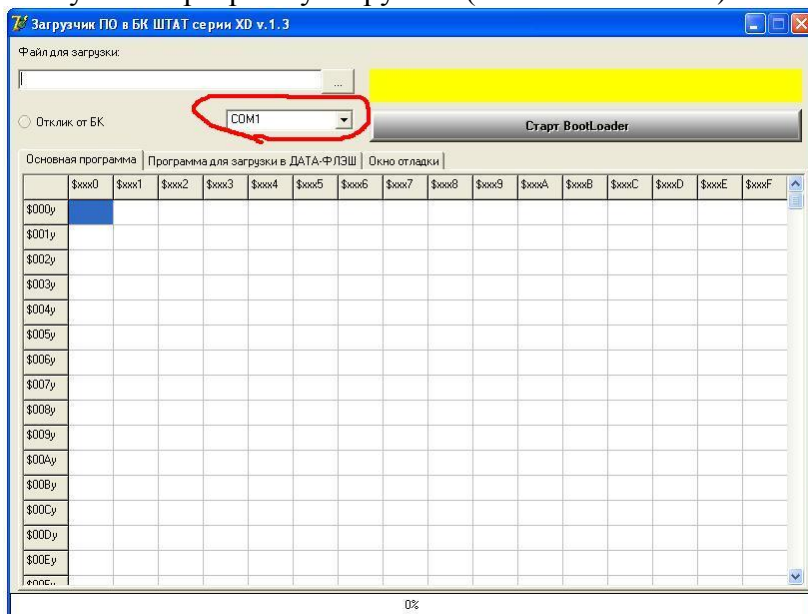 Загрузчик ПО в БК ШТАТ серии XD v.1.3
Файл для загрузки:
...
Отклик от БК
COM1
Старт BootLoader
Основная программа Программа для загрузки в ДАТА-ФЛЭШ Окно отладки
$xxx0 $xxx1 $xxx2 $xxx3 $xxx4 $xxx5 $xxx6 $xxx7 $xxx8 $xxx9 $xxxA $xxxB $xxxC $xxxD $xxxE $xxxF
$000y
$001y
$002y
$003y
$004y
$005y
$006y
$007y
$008y
$009y
$00Ay
$00By
$00Cy
$00Dy
$00Ey
0%